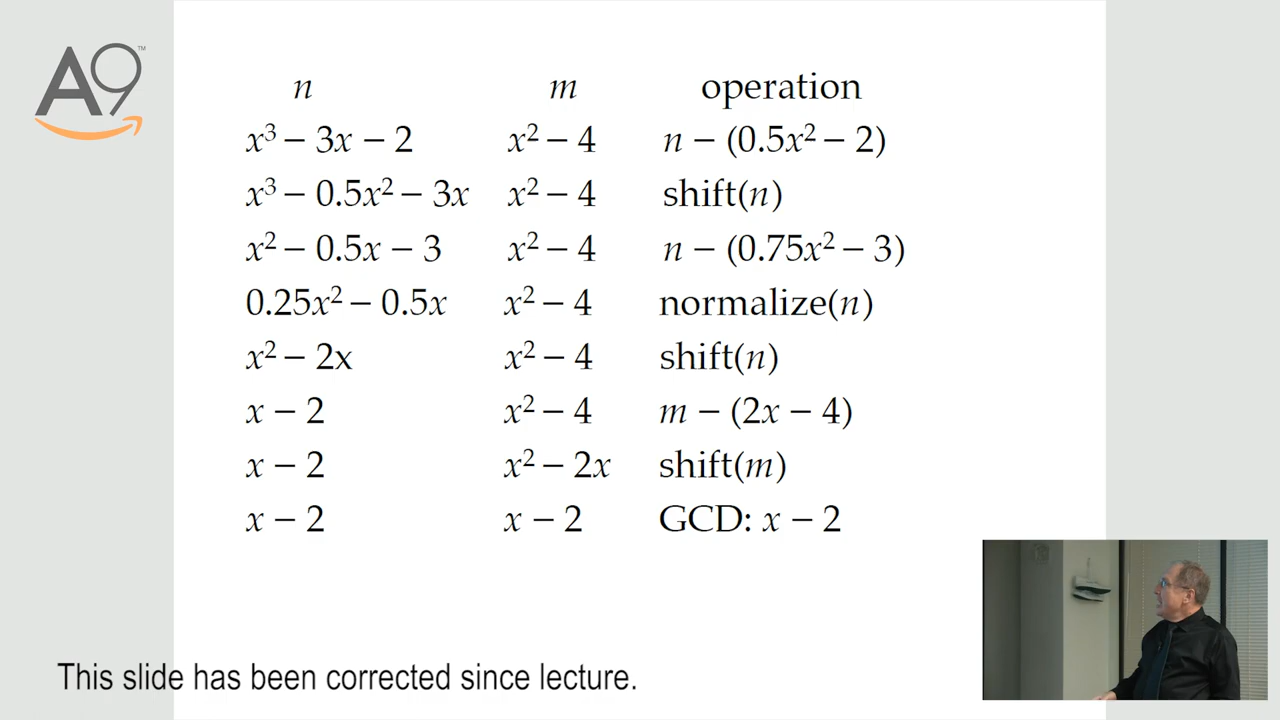 A9™
n m operation
x³ − 3x − 2 x² − 4 n − (0.5x² − 2)
x³ − 0.5x² − 3x x² − 4 shift(n)
x² − 0.5x − 3 x² − 4 n − (0.75x² − 3)
0.25x² − 0.5x x² − 4 normalize(n)
x² − 2x x² − 4 shift(n)
x − 2 x² − 4 m − (2x − 4)
x − 2 x² − 2x shift(m)
x − 2 x − 2 GCD: x − 2
This slide has been corrected since lecture.